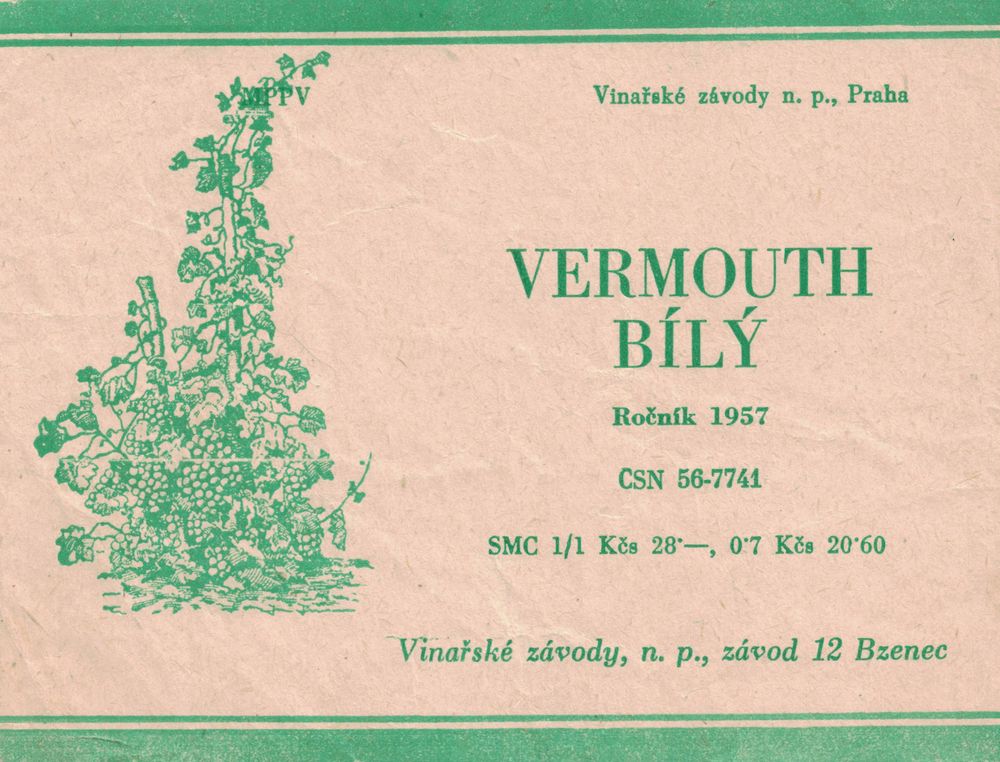 MPPV
Vinařské závody n. p., Praha
VERMOUTH
BÍLÝ
Ročník 1957
ČSN 56-7741
SMC 1/1 Kčs 28·—, 0·7 Kčs 20·60
Vinařské závody, n. p., závod 12 Bzenec